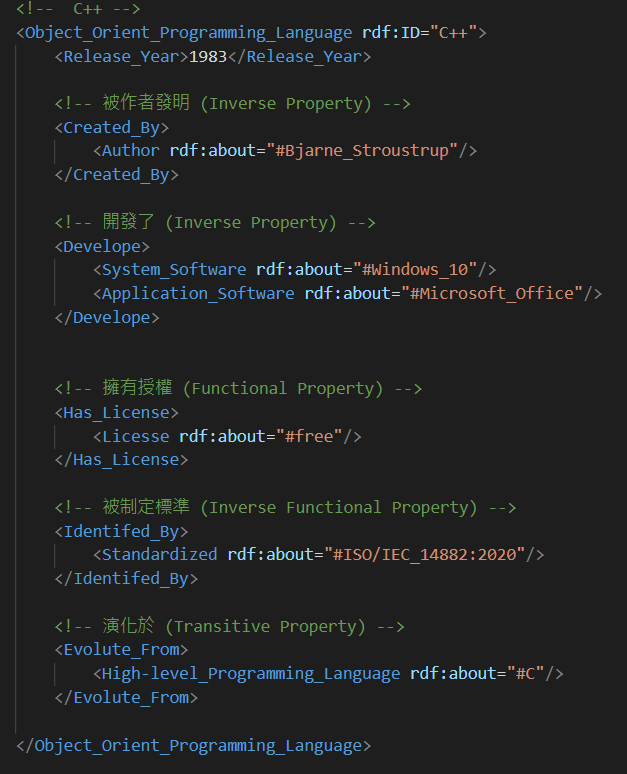 <!--  C++ -->
<Object_Orient_Programming_Language rdf:ID="C++">
    <Release_Year>1983</Release_Year>

    <!-- 被作者發明 (Inverse Property) -->
    <Created_By>
        <Author rdf:about="#Bjarne_Stroustrup"/>
    </Created_By>

    <!-- 開發了 (Inverse Property) -->
    <Develope>
        <System_Software rdf:about="#Windows_10"/>
        <Application_Software rdf:about="#Microsoft_Office"/>
    </Develope>


    <!-- 擁有授權 (Functional Property) -->
    <Has_License>
        <Licesse rdf:about="#free"/>
    </Has_License>

    <!-- 被制定標準 (Inverse Functional Property) -->
    <Identifed_By>
        <Standardized rdf:about="#ISO/IEC_14882:2020"/>
    </Identifed_By>

    <!-- 演化於 (Transitive Property) -->
    <Evolute_From>
        <High-level_Programming_Language rdf:about="#C"/>
    </Evolute_From>

</Object_Orient_Programming_Language>